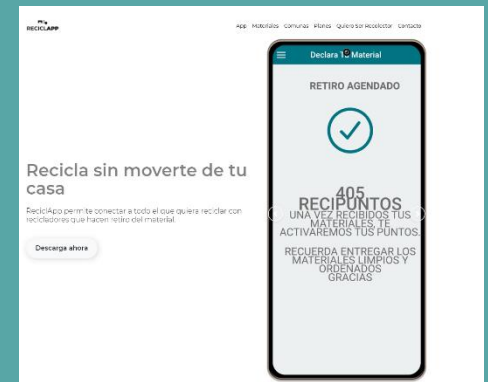 RECICLAPP
App Materiales Comunas Planes Quiero Ser Recolector Contacto
Recicla sin moverte de tu
casa
ReciclApp permite conectar a todo el que quiera reciclar con
recicladores que hacen retiro del material.
Descarga ahora
Declara Tu Material
RETIRO AGENDADO
405
RECIPUNTOS
UNA VEZ RECIBIDOS TUS
MATERIALES, TE
ACTIVAREMOS TUS PUNTOS.
RECUERDA ENTREGAR LOS
MATERIALES LIMPIOS Y
ORDENADOS
GRACIAS